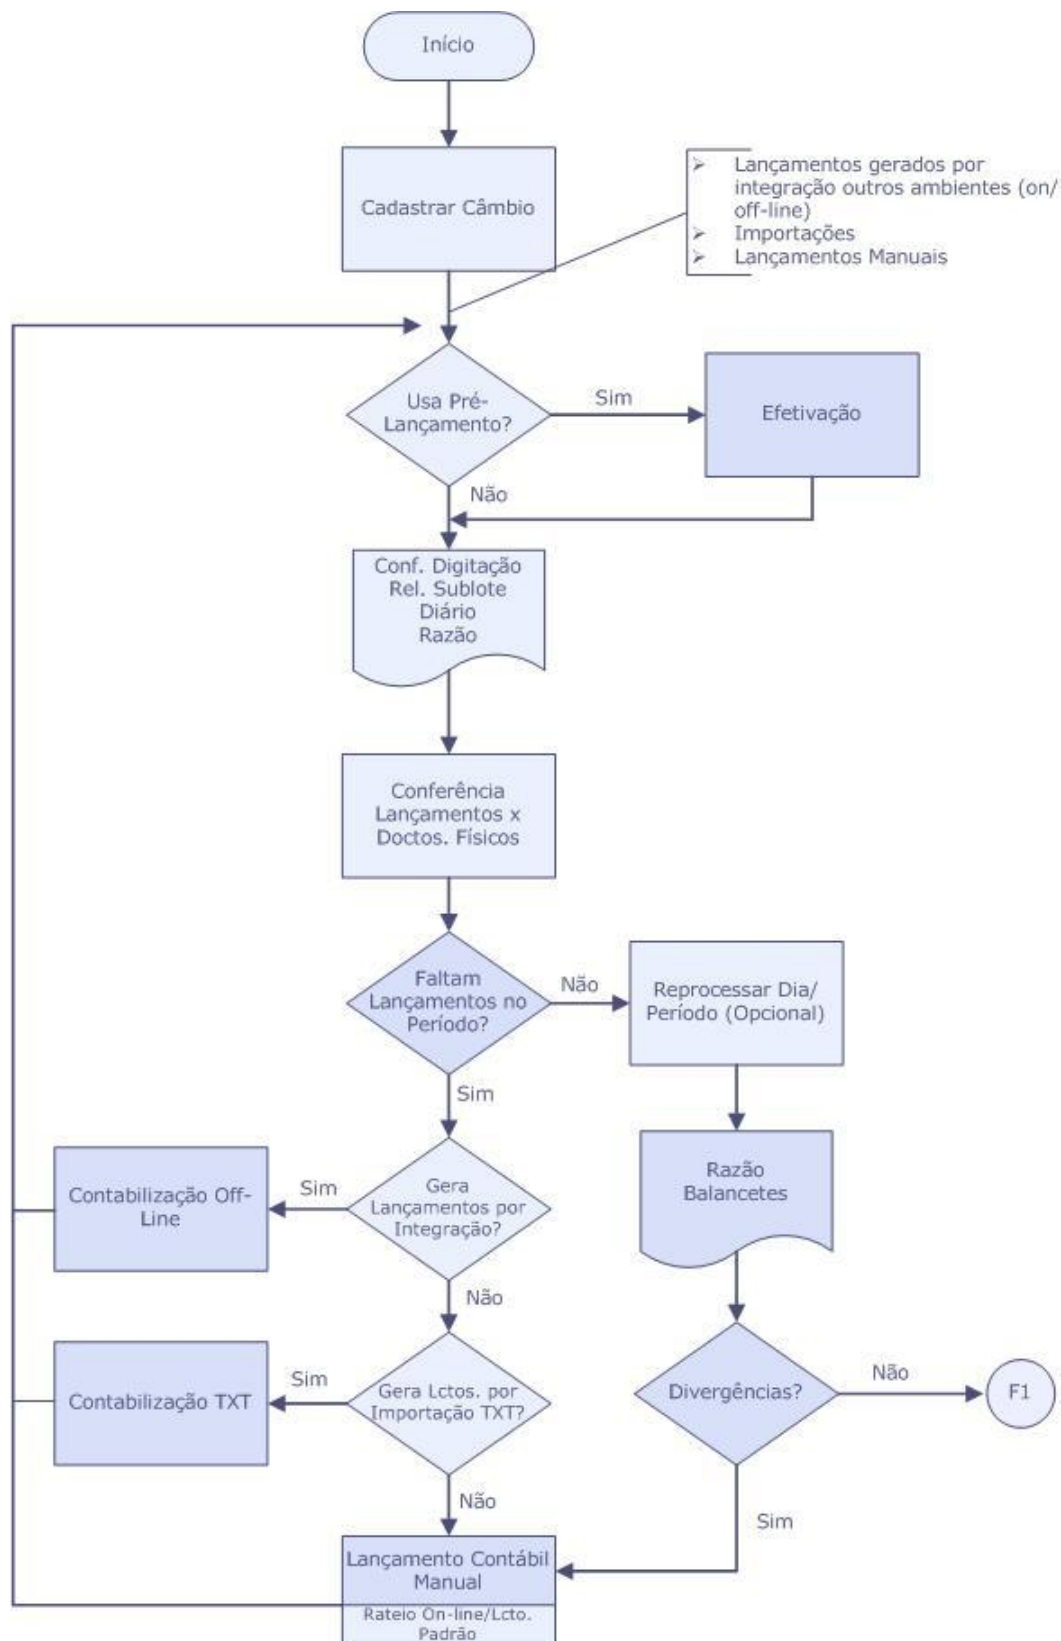 Início
Cadastrar Câmbio
Lançamentos gerados por
integração outros ambientes (on/
off-line)
Importações
Lançamentos Manuais
Usa Pré-
Lançamento?
Sim
Efetivação
Não
Conf. Digitação
Rel. Sublote
Diário
Razão
Conferência
Lançamentos x
Doctos. Físicos
Faltam
Lançamentos no
Período?
Não
Reprocessar Dia/
Período (Opcional)
Sim
Razão
Balancetes
Gera
Lançamentos por
Integração?
Sim
Contabilização Off-
Line
Não
Gera Lctos. por
Importação TXT?
Sim
Contabilização TXT
Divergências?
Não
F1
Não
Sim
Lançamento Contábil
Manual
Rateio On-line/Lcto.
Padrão